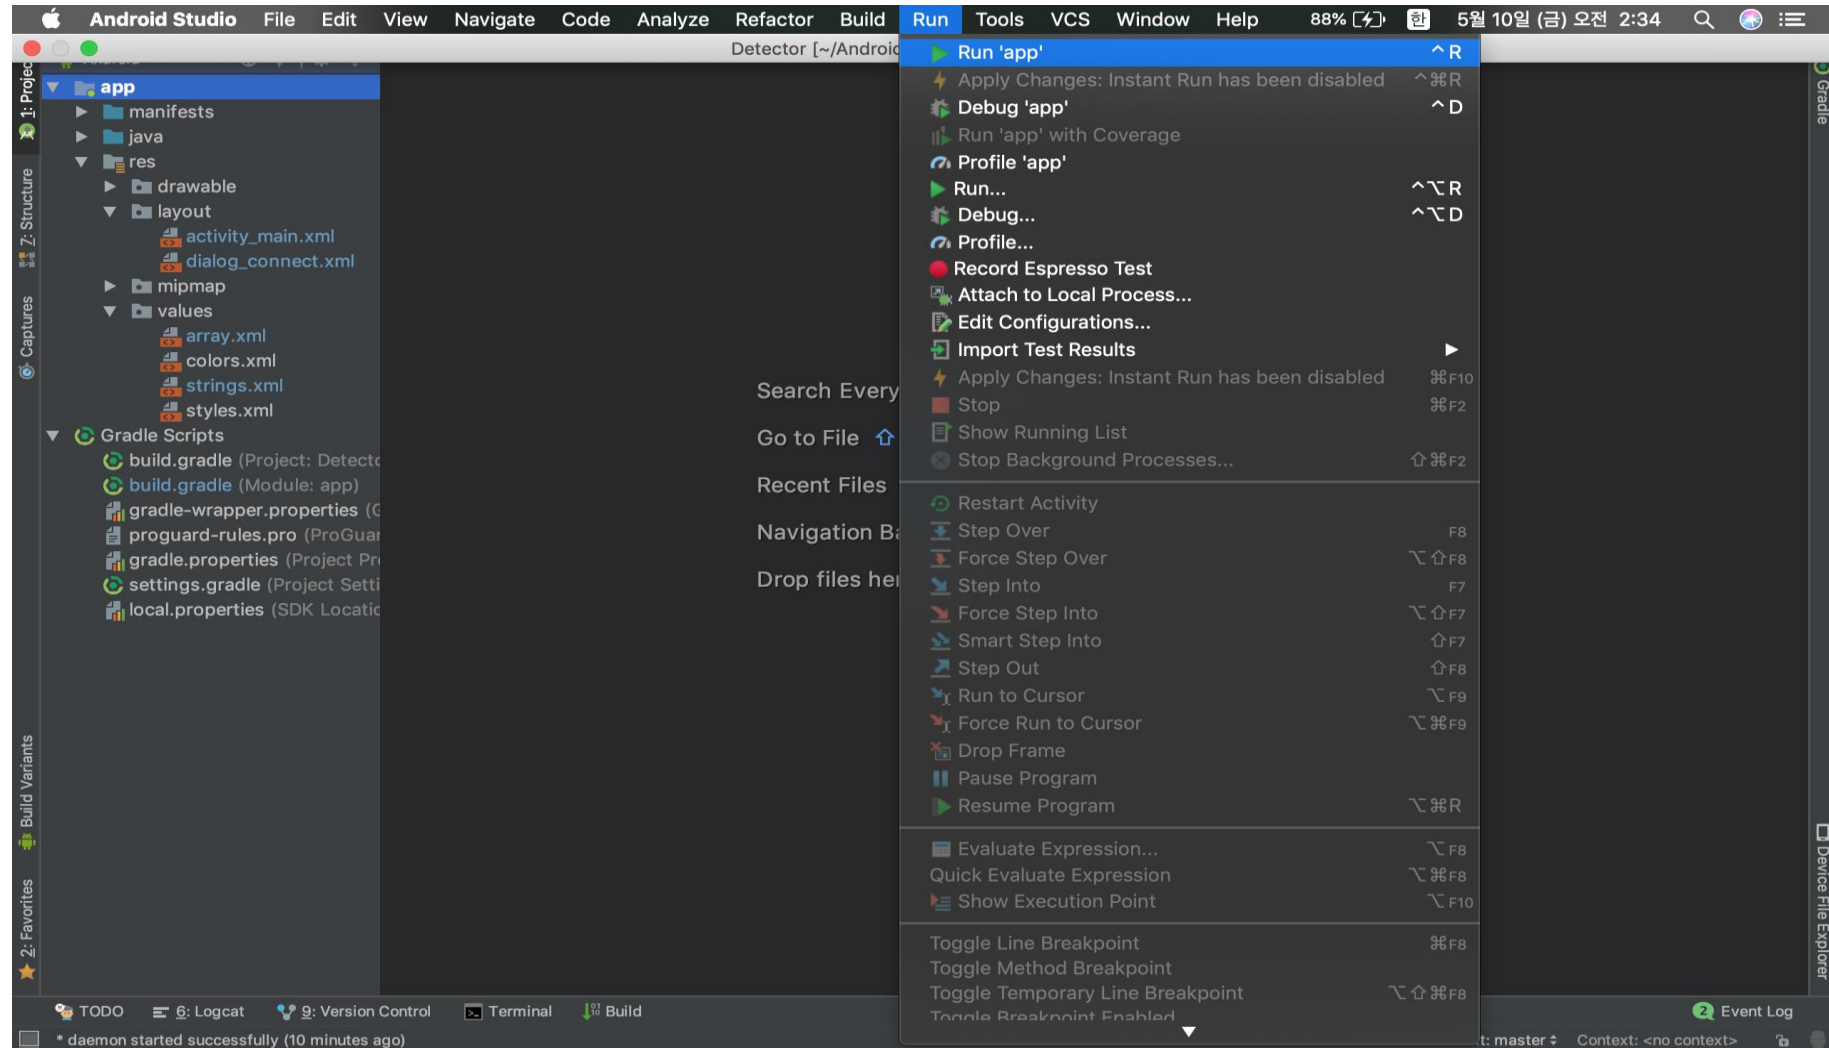 Android Studio File Edit View Navigate Code Analyze Refactor Build Run Tools VCS Window Help 88% 한 5월 10일 (금) 오전 2:34
Detector [~/Android
1: Project
7: Structure
Captures
Build Variants
2: Favorites
app
manifests
java
res
drawable
layout
activity_main.xml
dialog_connect.xml
mipmap
values
array.xml
colors.xml
strings.xml
styles.xml
Gradle Scripts
build.gradle (Project: Detecto
build.gradle (Module: app)
gradle-wrapper.properties (G
proguard-rules.pro (ProGuar
gradle.properties (Project Pro
settings.gradle (Project Setti
local.properties (SDK Locatio
Search Every
Go to File ⇧
Recent Files
Navigation Ba
Drop files her
Run 'app' ^R
Apply Changes: Instant Run has been disabled ^⌘R
Debug 'app' ^D
Run 'app' with Coverage
Profile 'app'
Run... ^⌥R
Debug... ^⌥D
Profile...
Record Espresso Test
Attach to Local Process...
Edit Configurations...
Import Test Results
Apply Changes: Instant Run has been disabled ⌘F10
Stop ⌘F2
Show Running List
Stop Background Processes... ⇧⌘F2
Restart Activity
Step Over F8
Force Step Over ⌥⇧F8
Step Into F7
Force Step Into ⌥⇧F7
Smart Step Into ⇧F7
Step Out ⇧F8
Run to Cursor ⌥F9
Force Run to Cursor ⌥⌘F9
Drop Frame
Pause Program
Resume Program ⌥⌘R
Evaluate Expression... ⌥F8
Quick Evaluate Expression ⌥⌘F8
Show Execution Point ⌥F10
Toggle Line Breakpoint ⌘F8
Toggle Method Breakpoint
Toggle Temporary Line Breakpoint ⌥⇧⌘F8
Toggle Breakpoint Enabled
Gradle
Device File Explorer
TODO 6: Logcat 9: Version Control Terminal Build 2 Event Log
* daemon started successfully (10 minutes ago) t: master Context: <no context>